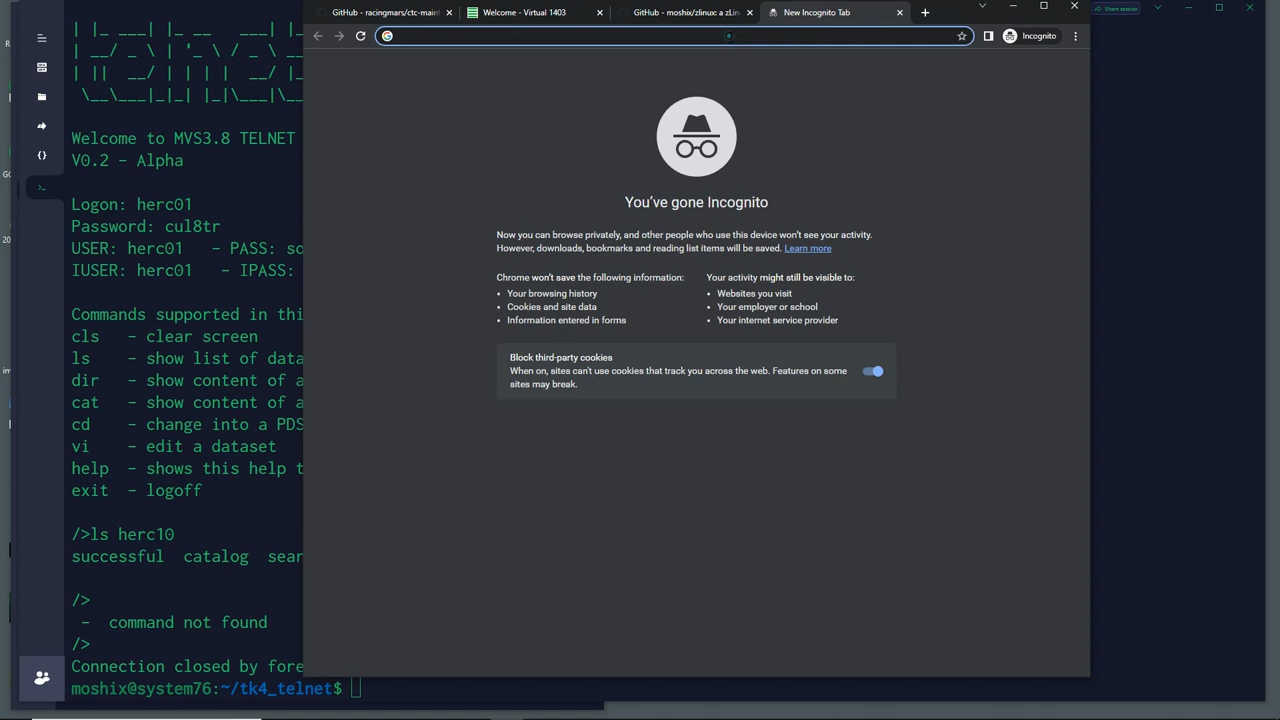 GitHub - racingmars/ctc-mainf
Welcome - Virtual 1403
GitHub - moshix/zlinux: a zLinu
New Incognito Tab
Share session
Incognito
You've gone Incognito
Now you can browse privately, and other people who use this device won't see your activity.
However, downloads, bookmarks and reading list items will be saved. Learn more
Chrome won't save the following information:
• Your browsing history
• Cookies and site data
• Information entered in forms
Your activity might still be visible to:
• Websites you visit
• Your employer or school
• Your internet service provider
Block third-party cookies
When on, sites can't use cookies that track you across the web. Features on some
sites may break.
Welcome to MVS3.8 TELNET
V0.2 - Alpha
Logon: herc01
Password: cul8tr
USER: herc01 - PASS: so
IUSER: herc01 - IPASS:
Commands supported in thi
cls - clear screen
ls - show list of data
dir - show content of a
cat - show content of a
cd - change into a PDS
vi - edit a dataset
help - shows this help t
exit - logoff
/>ls herc10
successful catalog sear
/>
- command not found
/>
Connection closed by fore
moshix@system76:~/tk4_telnet$